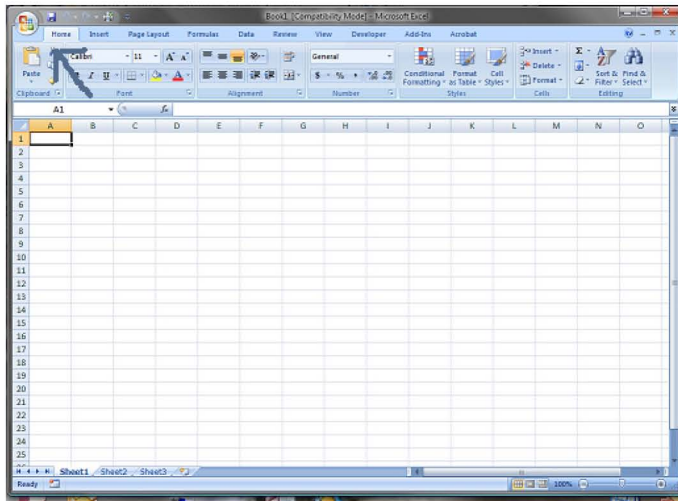 Book1 [Compatibility Mode] - Microsoft Excel
Home Insert Page Layout Formulas Data Review View Developer Add-Ins Acrobat
Calibri 11 A A General Insert Σ
Paste Conditional Format Cell Delete Sort & Find &
B I U A $ % , Formatting as Table Styles Format Filter Select
Clipboard Font Alignment Number Styles Cells Editing
A1 fx
A B C D E F G H I J K L M N O
1
2
3
4
5
6
7
8
9
10
11
12
13
14
15
16
17
18
19
20
21
22
23
24
25
Sheet1 Sheet2 Sheet3
Ready 100%